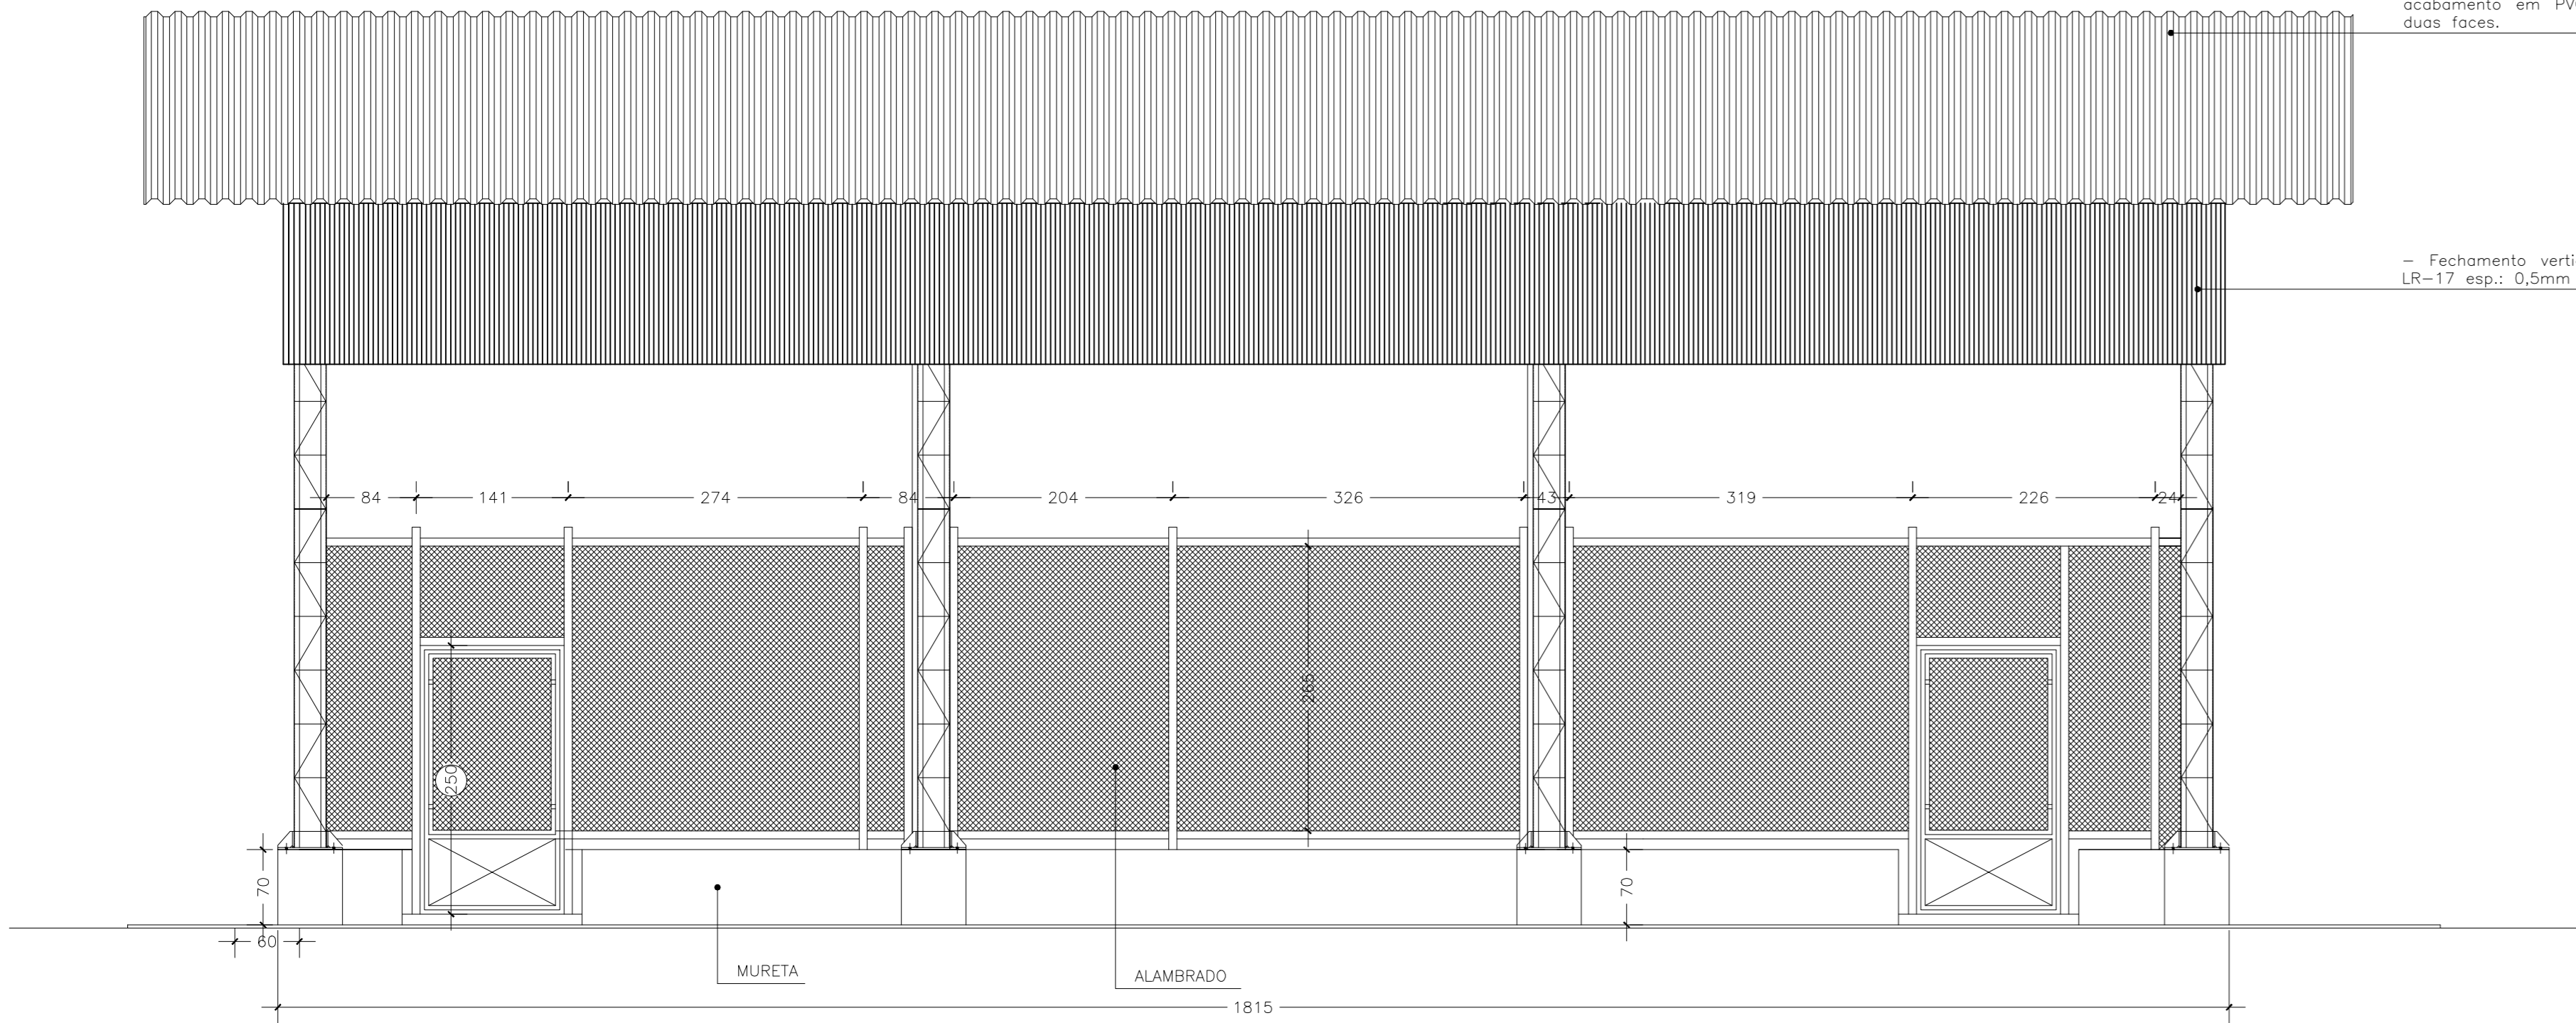 acabamento em PV
duas faces.
– Fechamento verti
LR–17 esp.: 0,5mm
84 141 274 84 204 326 43 319 226 24
265
250
70
70
60
MURETA
ALAMBRADO
1815